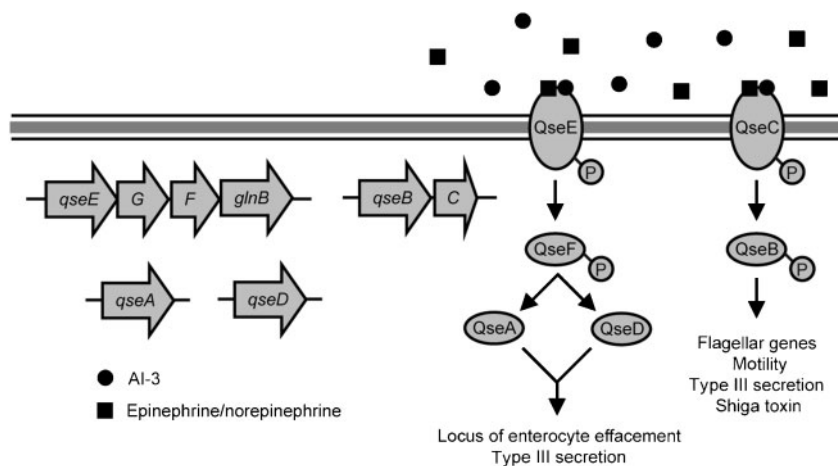 QseE
QseC
P
P
qseE G F glnB
qseB C
QseF
P
QseB
P
qseA
qseD
QseA
QseD
Flagellar genes
Motility
Type III secretion
Shiga toxin
AI-3
Epinephrine/norepinephrine
Locus of enterocyte effacement
Type III secretion